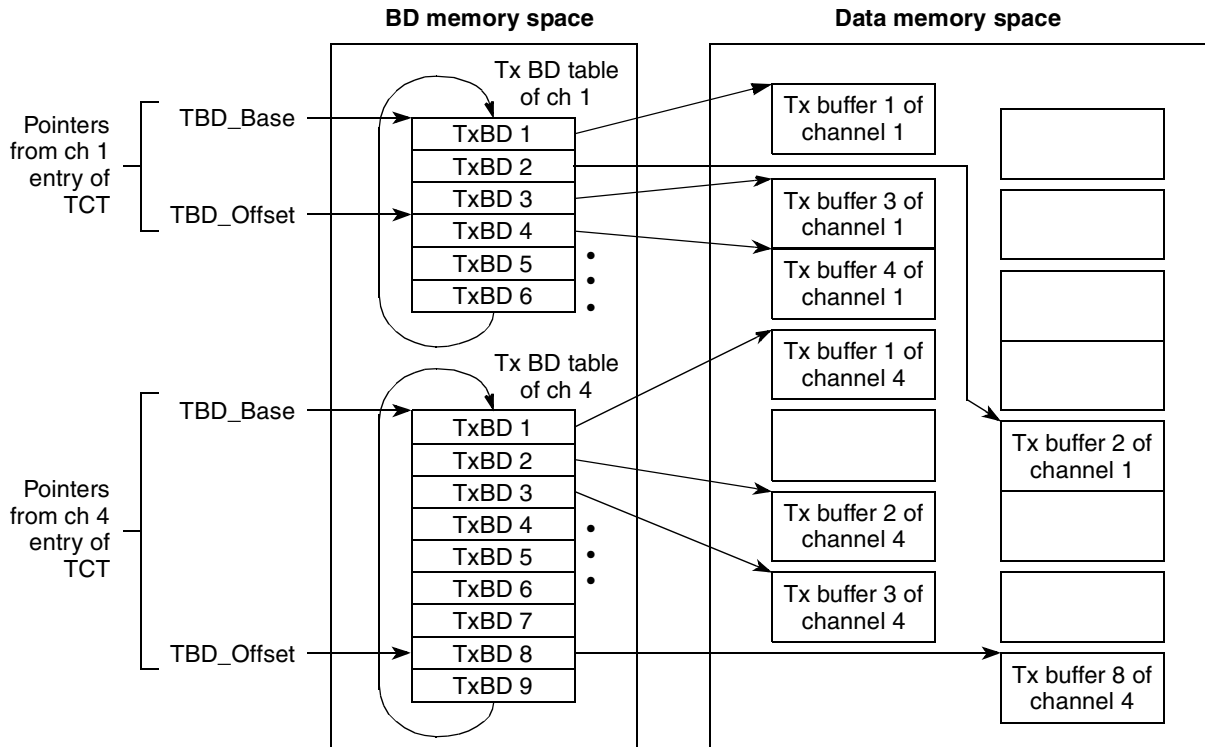 BD memory space
Data memory space
Tx BD table
of ch 1
Pointers
from ch 1
entry of
TCT
TBD_Base
TBD_Offset
TxBD 1
TxBD 2
TxBD 3
TxBD 4
TxBD 5
TxBD 6
Tx buffer 1 of
channel 1
Tx buffer 3 of
channel 1
Tx buffer 4 of
channel 1
Tx buffer 1 of
channel 4
Tx BD table
of ch 4
Pointers
from ch 4
entry of
TCT
TBD_Base
TBD_Offset
TxBD 1
TxBD 2
TxBD 3
TxBD 4
TxBD 5
TxBD 6
TxBD 7
TxBD 8
TxBD 9
Tx buffer 2 of
channel 4
Tx buffer 3 of
channel 4
Tx buffer 2 of
channel 1
Tx buffer 8 of
channel 4